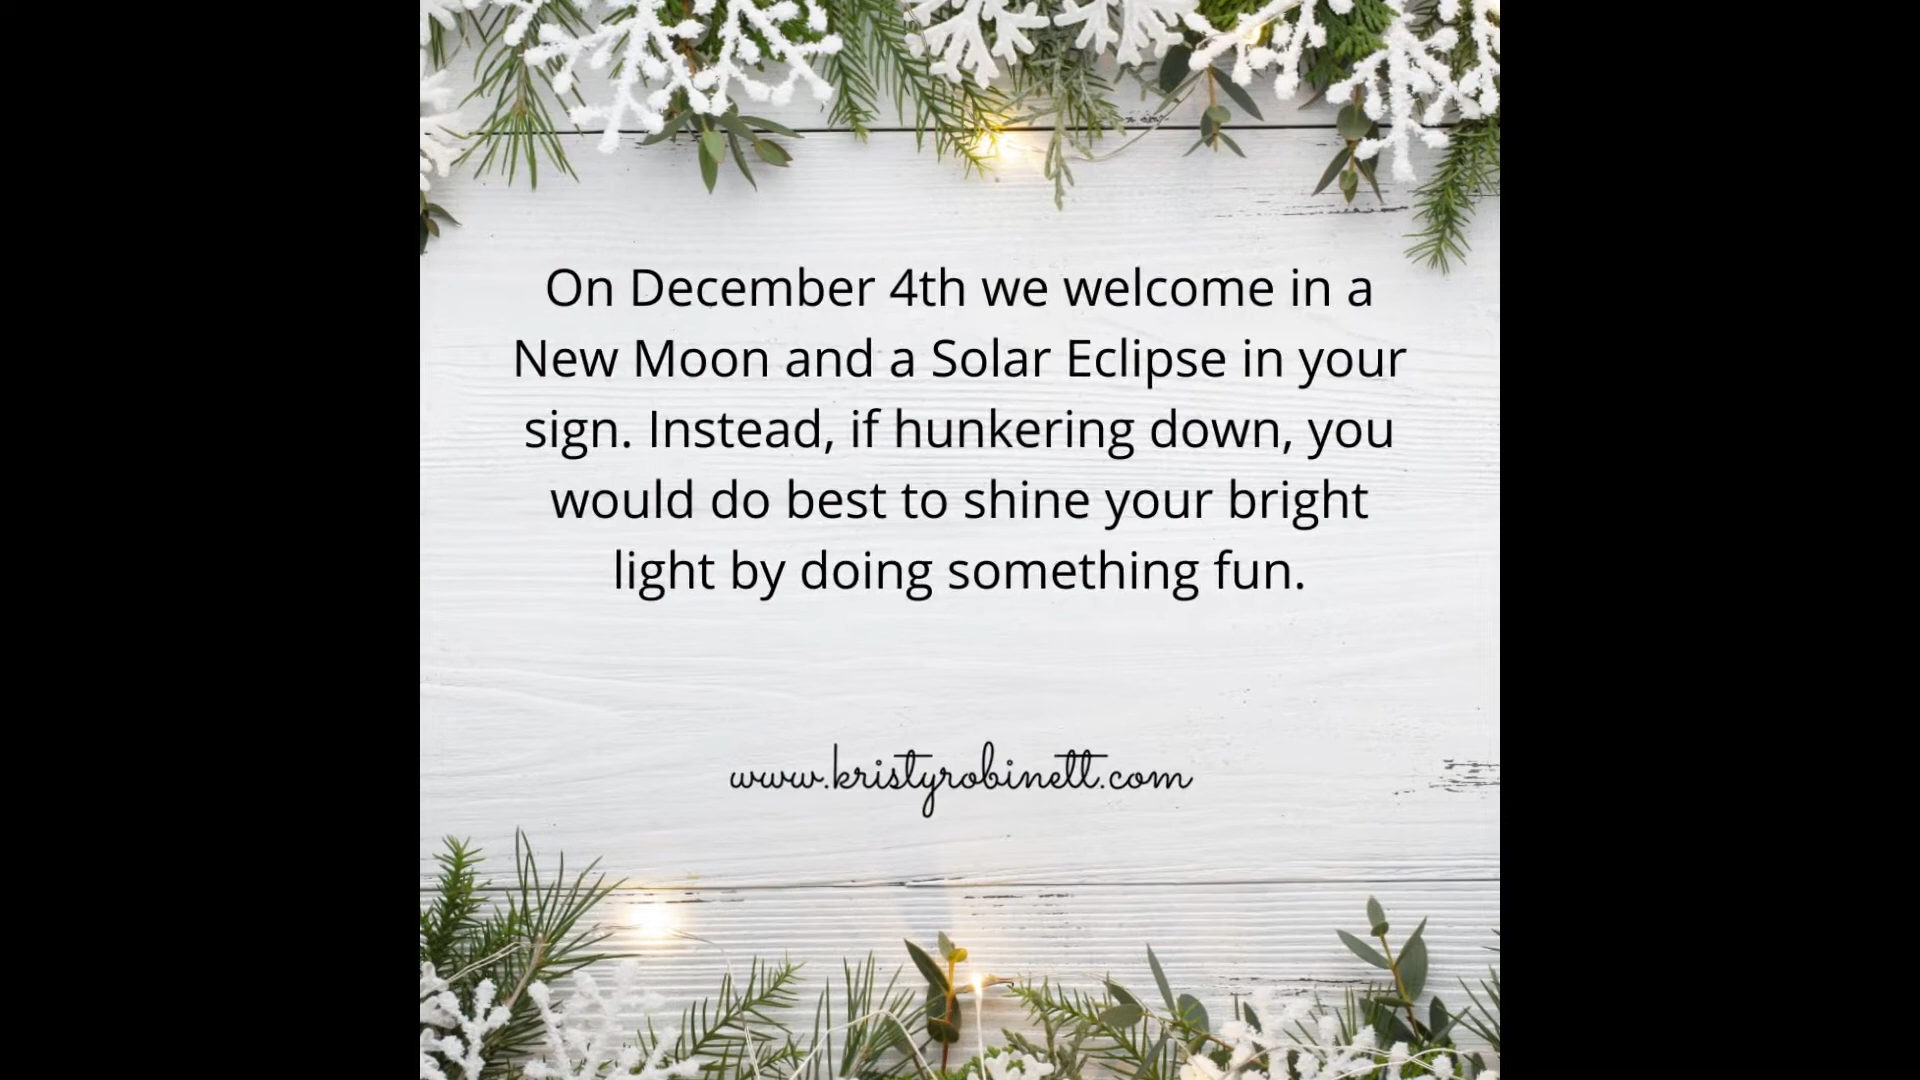 On December 4th we welcome in a
New Moon and a Solar Eclipse in your
sign. Instead, if hunkering down, you
would do best to shine your bright
light by doing something fun.
www.kristyrobinett.com